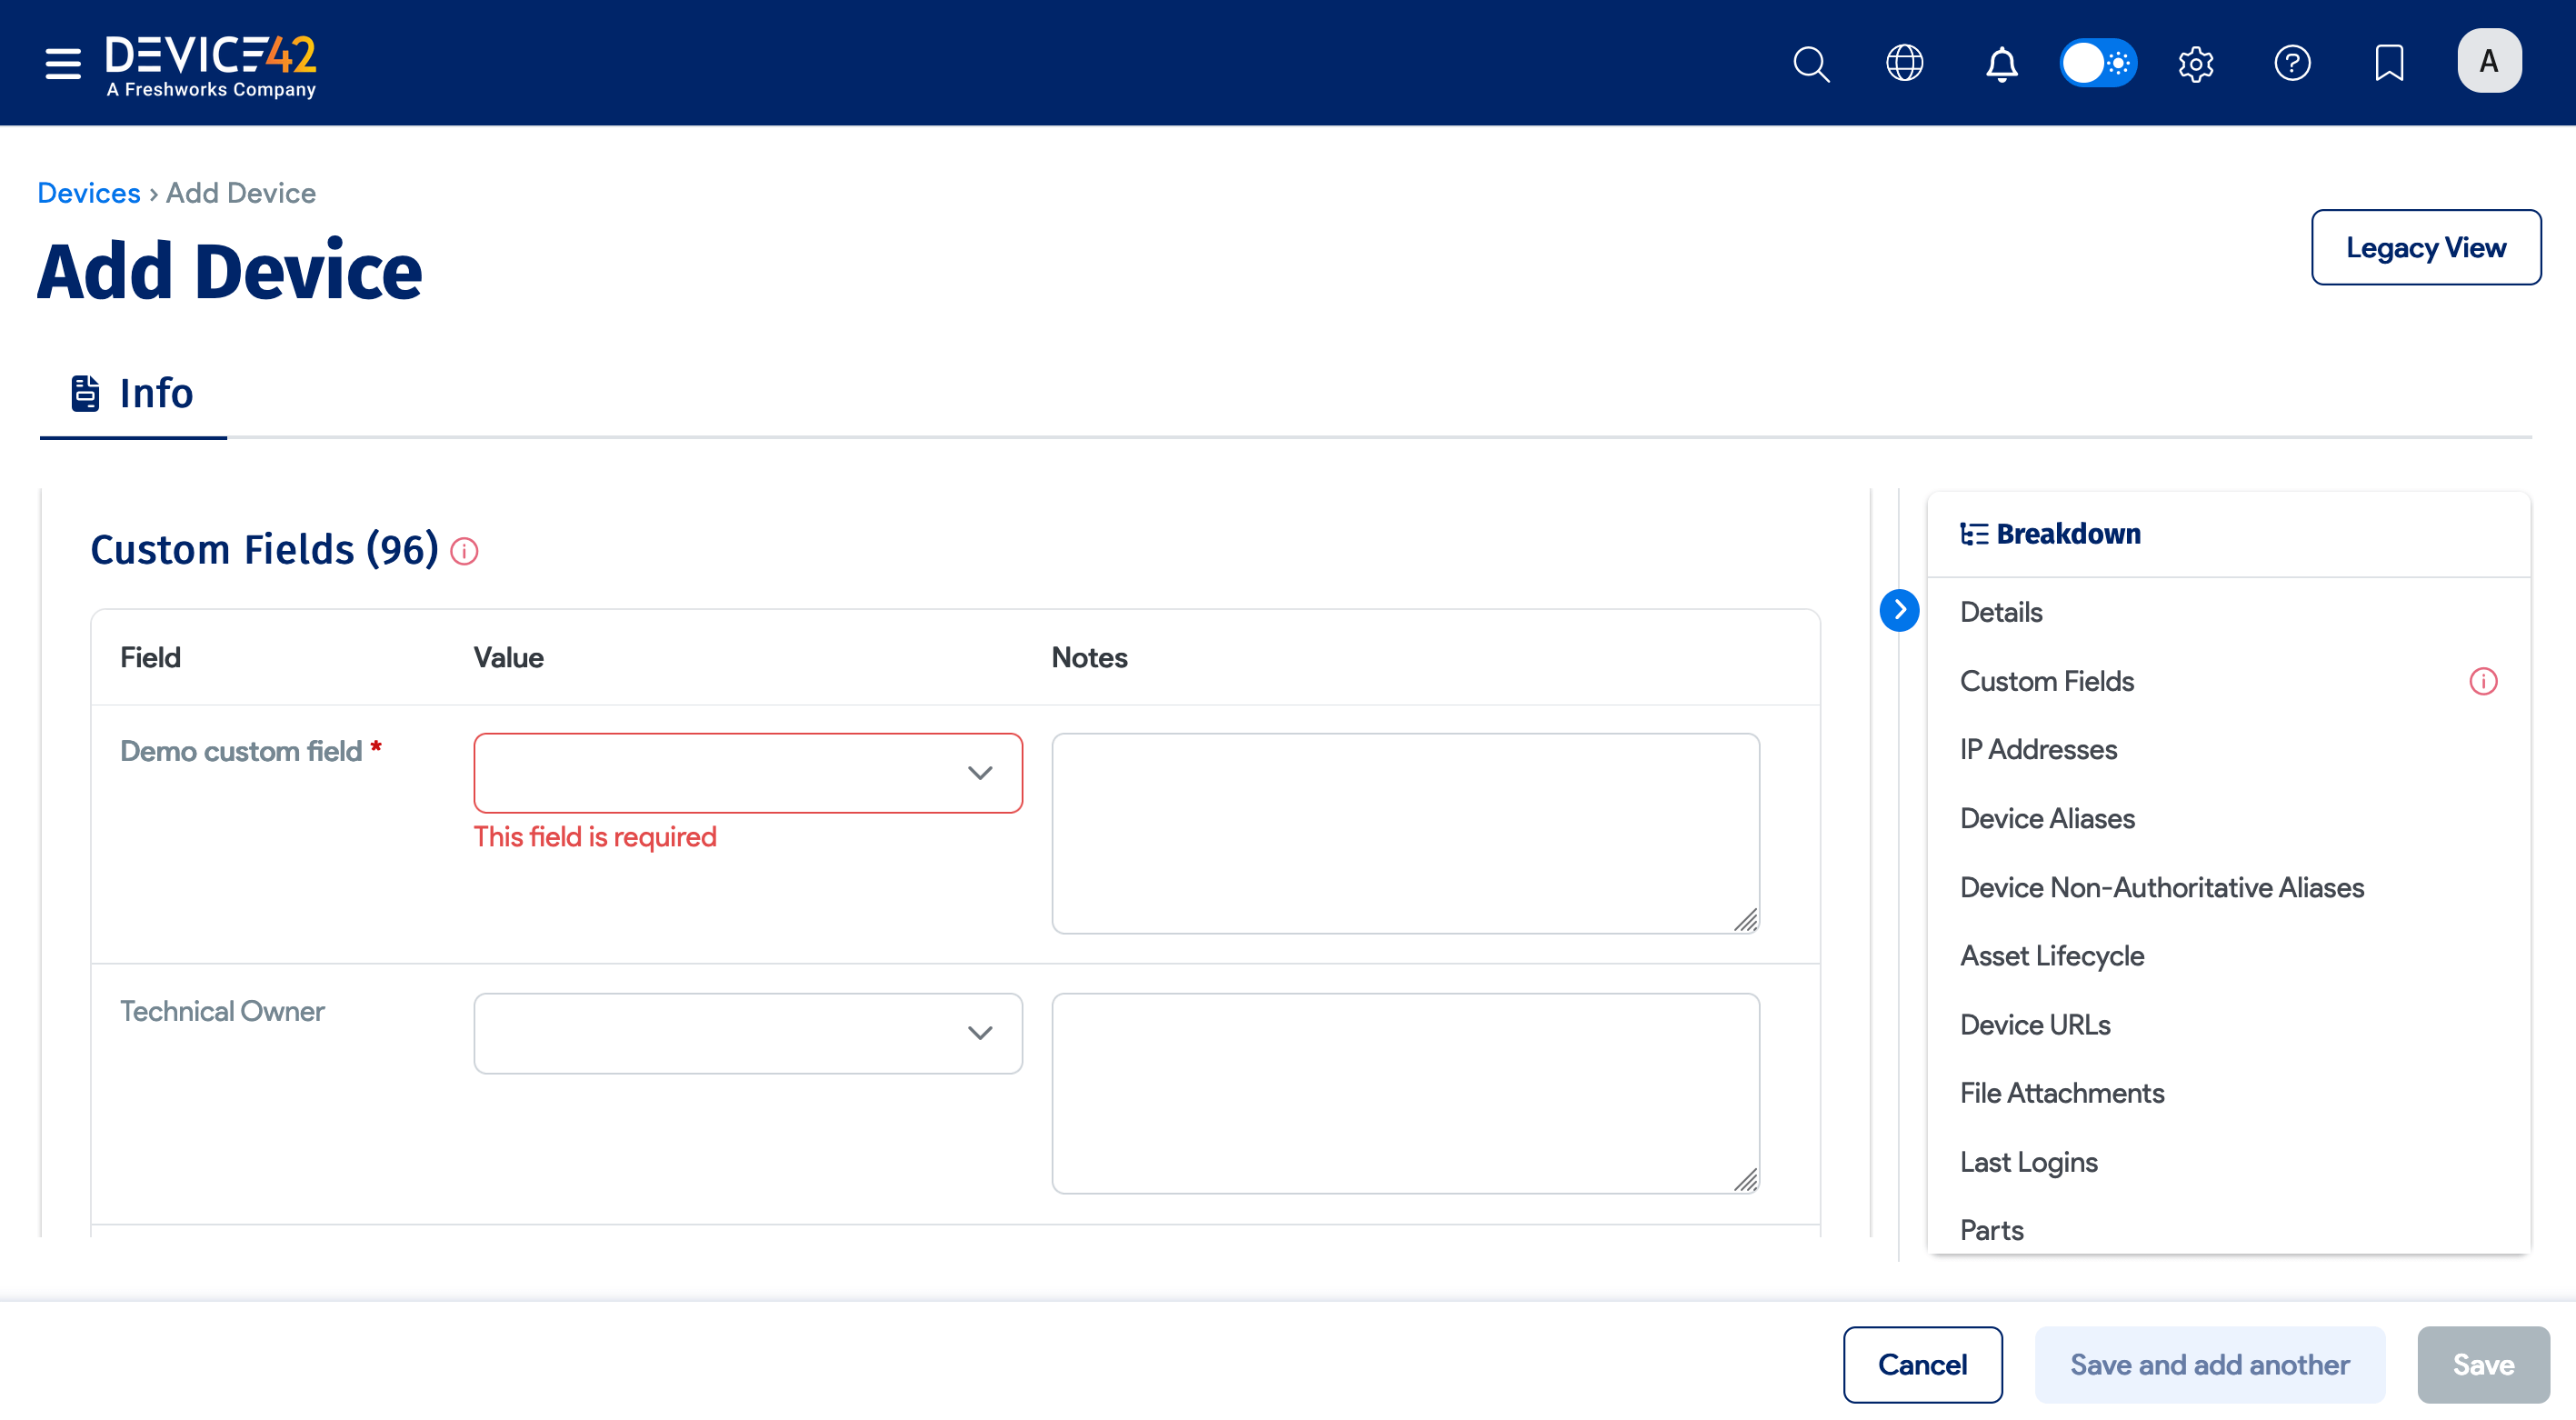 DEVICE42
A Freshworks Company
A
Devices › Add Device
Add Device
Legacy View
Info
Custom Fields (96)
Field Value Notes
Demo custom field *
This field is required
Technical Owner
Breakdown
Details
Custom Fields
IP Addresses
Device Aliases
Device Non-Authoritative Aliases
Asset Lifecycle
Device URLs
File Attachments
Last Logins
Parts
Cancel Save and add another Save